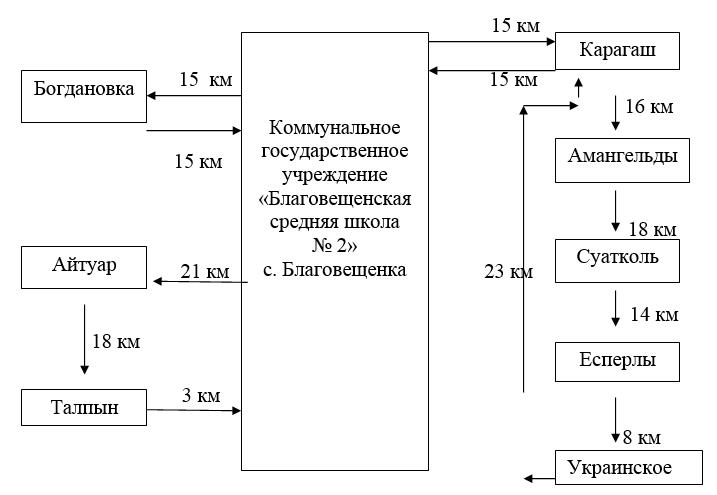 15 км
Карагаш
15 км
Богдановка
15 км
15 км
16 км
Коммунальное
государственное
учреждение
«Благовещенская
средняя школа
№ 2»
с. Благовещенка
Амангельды
18 км
Айтуар
21 км
23 км
Суатколь
14 км
18 км
Есперлы
Талпын
3 км
8 км
Украинское